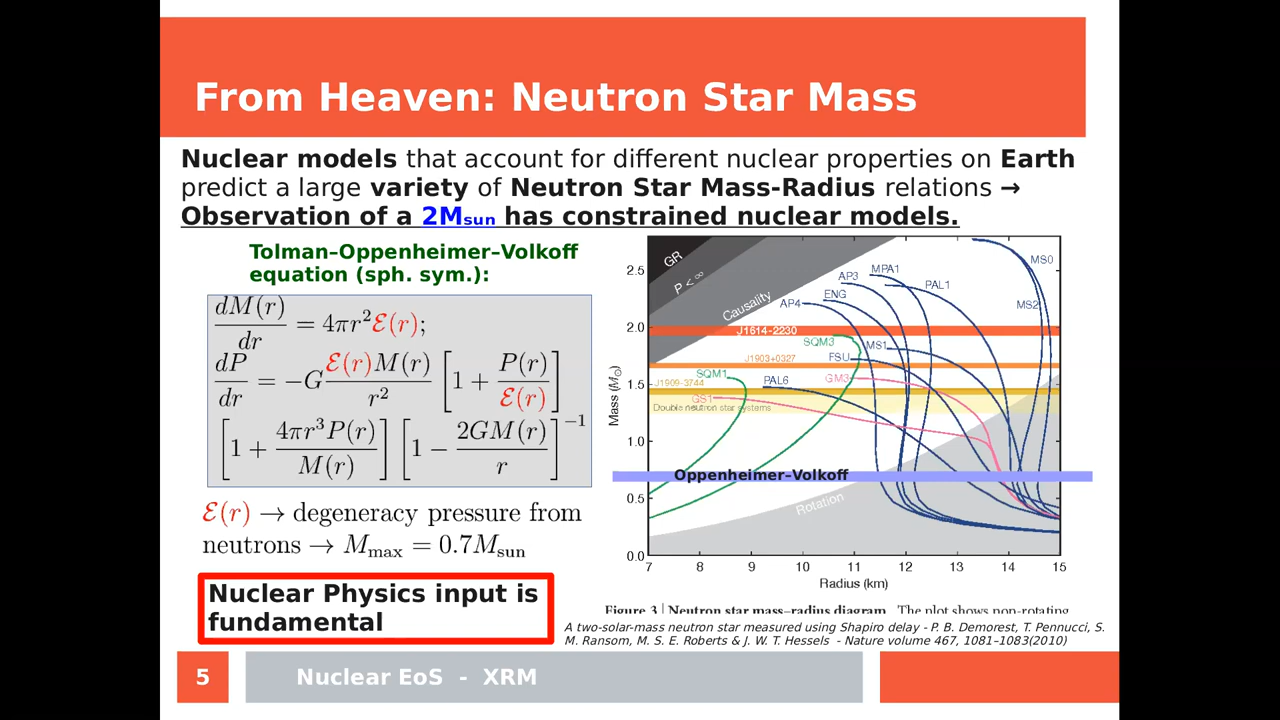 From Heaven: Neutron Star Mass
Nuclear models that account for different nuclear properties on Earth
predict a large variety of Neutron Star Mass-Radius relations →
Observation of a 2Msun has constrained nuclear models.
Tolman–Oppenheimer–Volkoff
equation (sph. sym.):
dM(r)/dr = 4πr²ℰ(r);
dP/dr = −G ℰ(r)M(r)/r² [1 + P(r)/ℰ(r)]
[1 + 4πr³P(r)/M(r)] [1 − 2GM(r)/r]⁻¹
ℰ(r) → degeneracy pressure from
neutrons → Mmax = 0.7Msun
Nuclear Physics input is
fundamental
Mass (M☉)
2.5
2.0
1.5
1.0
0.5
0.0
GR
P < ∞
Causality
AP4
ENG
AP3
MPA1
PAL1
MS0
MS2
J1614-2230
SQM3
FSU
MS1
J1903+0327
SQM1
PAL6
GM3
J1909-3744
GS1
Double neutron star systems
Oppenheimer–Volkoff
Rotation
7 8 9 10 11 12 13 14 15
Radius (km)
Figure 3 | Neutron star mass–radius diagram. The plot shows non-rotating
A two-solar-mass neutron star measured using Shapiro delay - P. B. Demorest, T. Pennucci, S.
M. Ransom, M. S. E. Roberts & J. W. T. Hessels - Nature volume 467, 1081–1083(2010)
5
Nuclear EoS - XRM